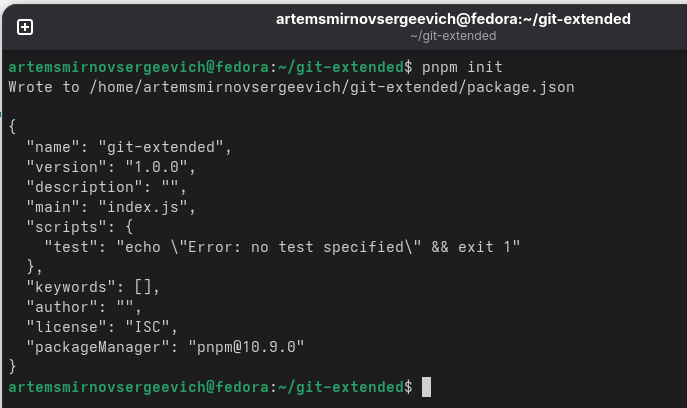 artemsmirnovsergeevich@fedora:~/git-extended
~/git-extended
artemsmirnovsergeevich@fedora:~/git-extended$ pnpm init
Wrote to /home/artemsmirnovsergeevich/git-extended/package.json
{
  "name": "git-extended",
  "version": "1.0.0",
  "description": "",
  "main": "index.js",
  "scripts": {
    "test": "echo \"Error: no test specified\" && exit 1"
  },
  "keywords": [],
  "author": "",
  "license": "ISC",
  "packageManager": "pnpm@10.9.0"
}
artemsmirnovsergeevich@fedora:~/git-extended$